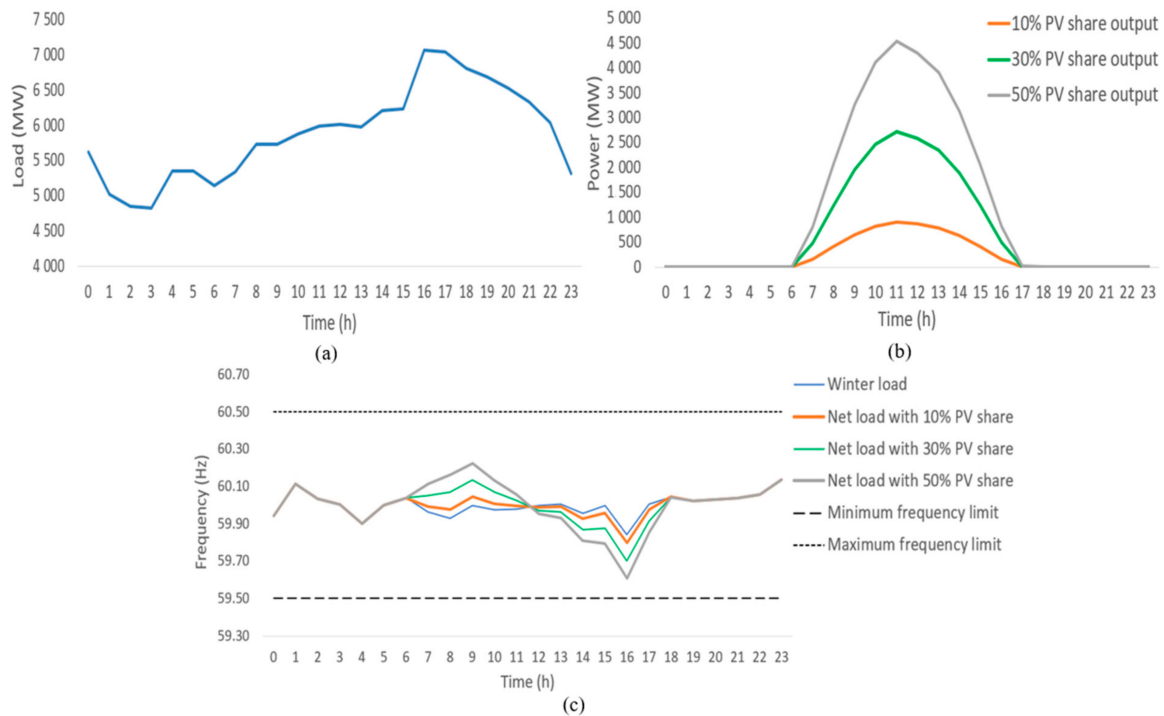 7 500
7 000
6 500
6 000
5 500
5 000
4 500
4 000
Load (MW)
0 1 2 3 4 5 6 7 8 9 10 11 12 13 14 15 16 17 18 19 20 21 22 23
Time (h)
(a)
5 000
4 500
4 000
3 500
3 000
2 500
2 000
1 500
1 000
500
0
Power (MW)
10% PV share output
30% PV share output
50% PV share output
0 1 2 3 4 5 6 7 8 9 10 11 12 13 14 15 16 17 18 19 20 21 22 23
Time (h)
(b)
60.70
60.50
60.30
60.10
59.90
59.70
59.50
59.30
Frequency (Hz)
Winter load
Net load with 10% PV share
Net load with 30% PV share
Net load with 50% PV share
Minimum frequency limit
Maximum frequency limit
0 1 2 3 4 5 6 7 8 9 10 11 12 13 14 15 16 17 18 19 20 21 22 23
Time (h)
(c)